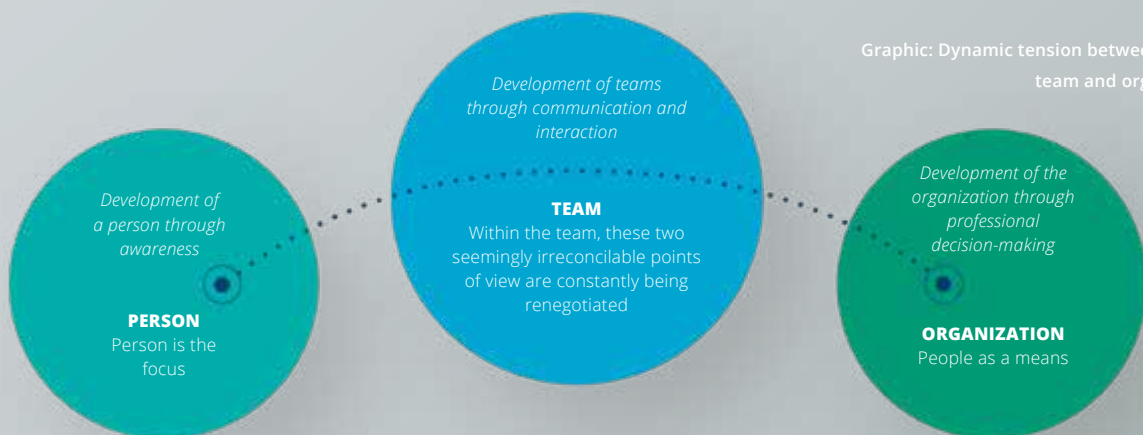 Graphic: Dynamic tension
team and
Development of teams
through communication and
interaction
TEAM
Within the team, these two
seemingly irreconcilable points
of view are constantly being
renegotiated
Development of
a person through
awareness
PERSON
Person is the
focus
Development of the
organization through
professional
decision-making
ORGANIZATION
People as a means